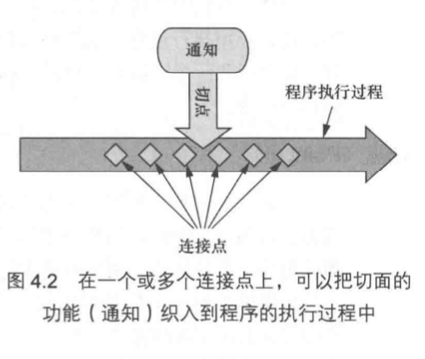 通知
切点
程序执行过程
连接点
图 4.2 在一个或多个连接点上，可以把切面的
功能（通知）织入到程序的执行过程中